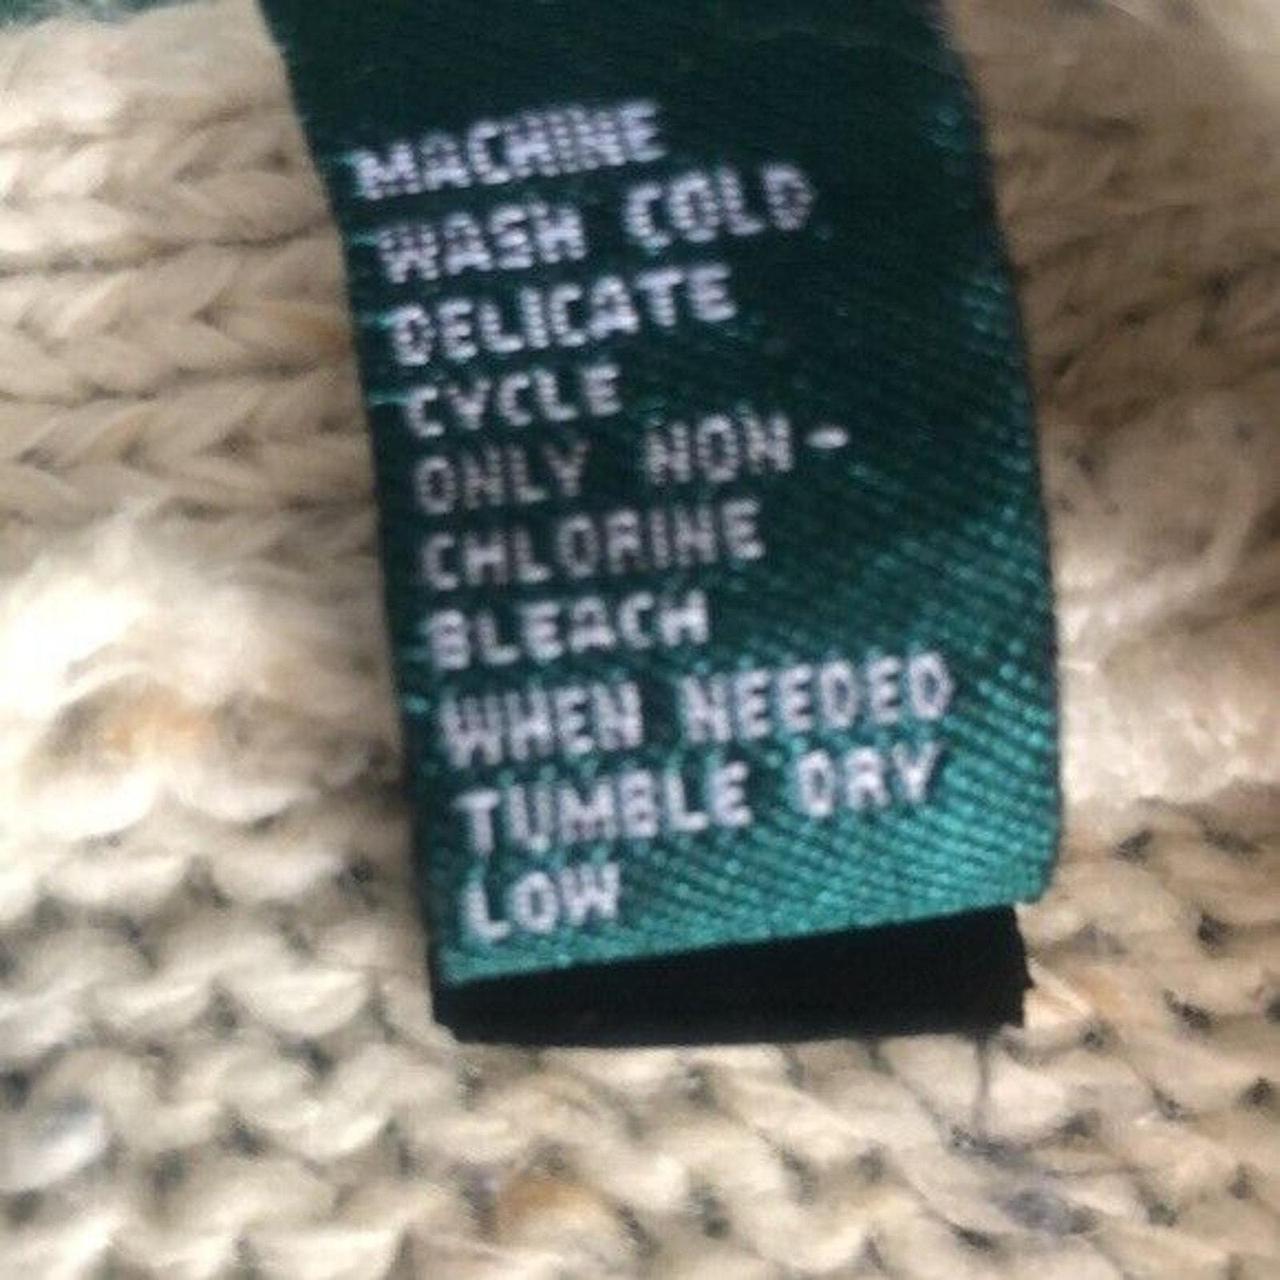 MACHINE
WASH COLD
DELICATE
CYCLE
ONLY NON-
CHLORINE
BLEACH
WHEN NEEDED
TUMBLE DRY
LOW